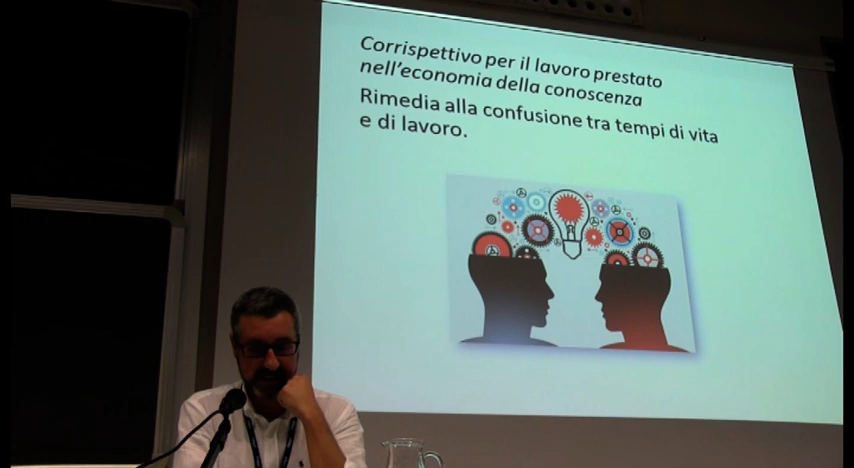 Corrispettivo per il lavoro prestato
nell'economia della conoscenza
Rimedia alla confusione tra tempi di vita
e di lavoro.